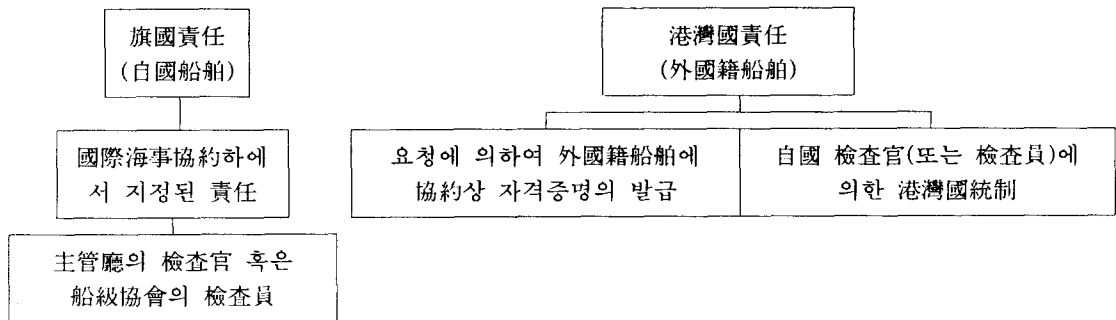 旗國責任
(自國船舶)
國際海事協約하에
서 지정된 責任
主管廳의 檢査官 혹은
船級協會의 檢査員
港灣國責任
(外國籍船舶)
요청에 의하여 外國籍船舶에
協約상 자격증명의 발급
自國 檢査官(또는 檢査員)에
의한 港灣國統制